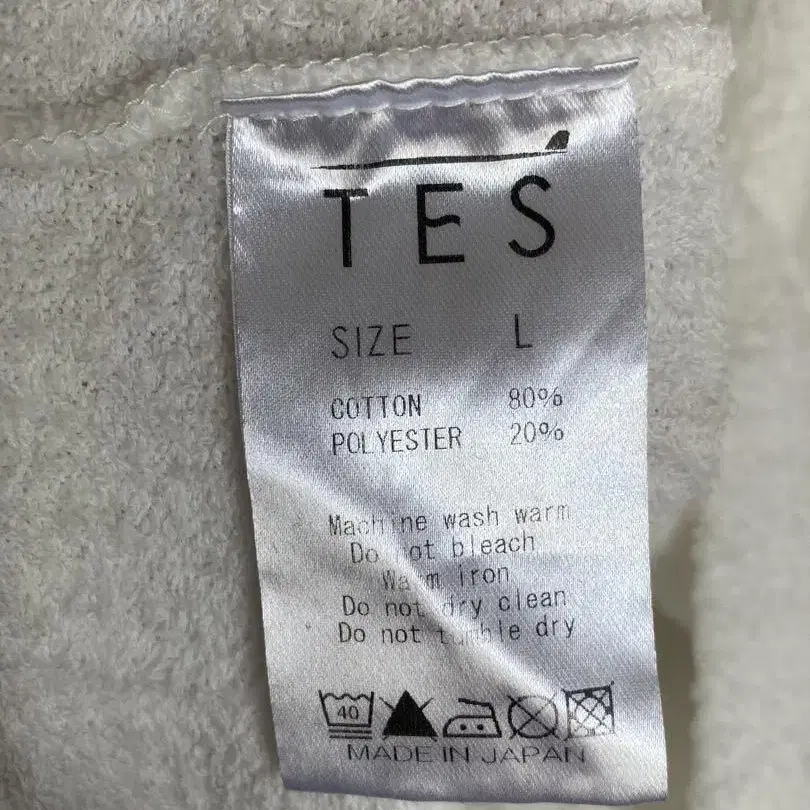 TES
SIZE L
COTTON 80%
POLYESTER 20%
Machine wash warm
Do not bleach
Warm iron
Do not dry clean
Do not tumble dry
40
MADE IN JAPAN